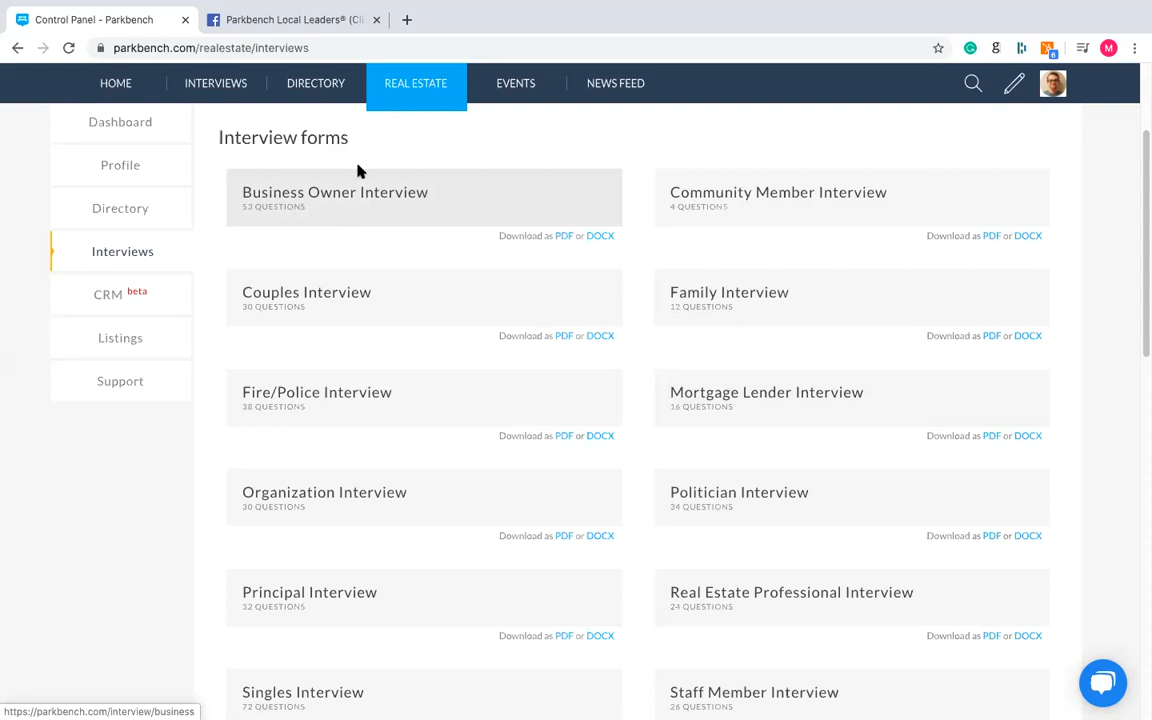 Control Panel - Parkbench
Parkbench Local Leaders® (Cli
parkbench.com/realestate/interviews
6
M
HOME
INTERVIEWS
DIRECTORY
REAL ESTATE
EVENTS
NEWS FEED
Dashboard
Profile
Directory
Interviews
CRM beta
Listings
Support
Interview forms
Business Owner Interview
53 QUESTIONS
Download as PDF or DOCX
Community Member Interview
4 QUESTIONS
Download as PDF or DOCX
Couples Interview
30 QUESTIONS
Download as PDF or DOCX
Family Interview
12 QUESTIONS
Download as PDF or DOCX
Fire/Police Interview
38 QUESTIONS
Download as PDF or DOCX
Mortgage Lender Interview
16 QUESTIONS
Download as PDF or DOCX
Organization Interview
30 QUESTIONS
Download as PDF or DOCX
Politician Interview
34 QUESTIONS
Download as PDF or DOCX
Principal Interview
32 QUESTIONS
Download as PDF or DOCX
Real Estate Professional Interview
24 QUESTIONS
Download as PDF or DOCX
Singles Interview
72 QUESTIONS
Staff Member Interview
26 QUESTIONS
https://parkbench.com/interview/business